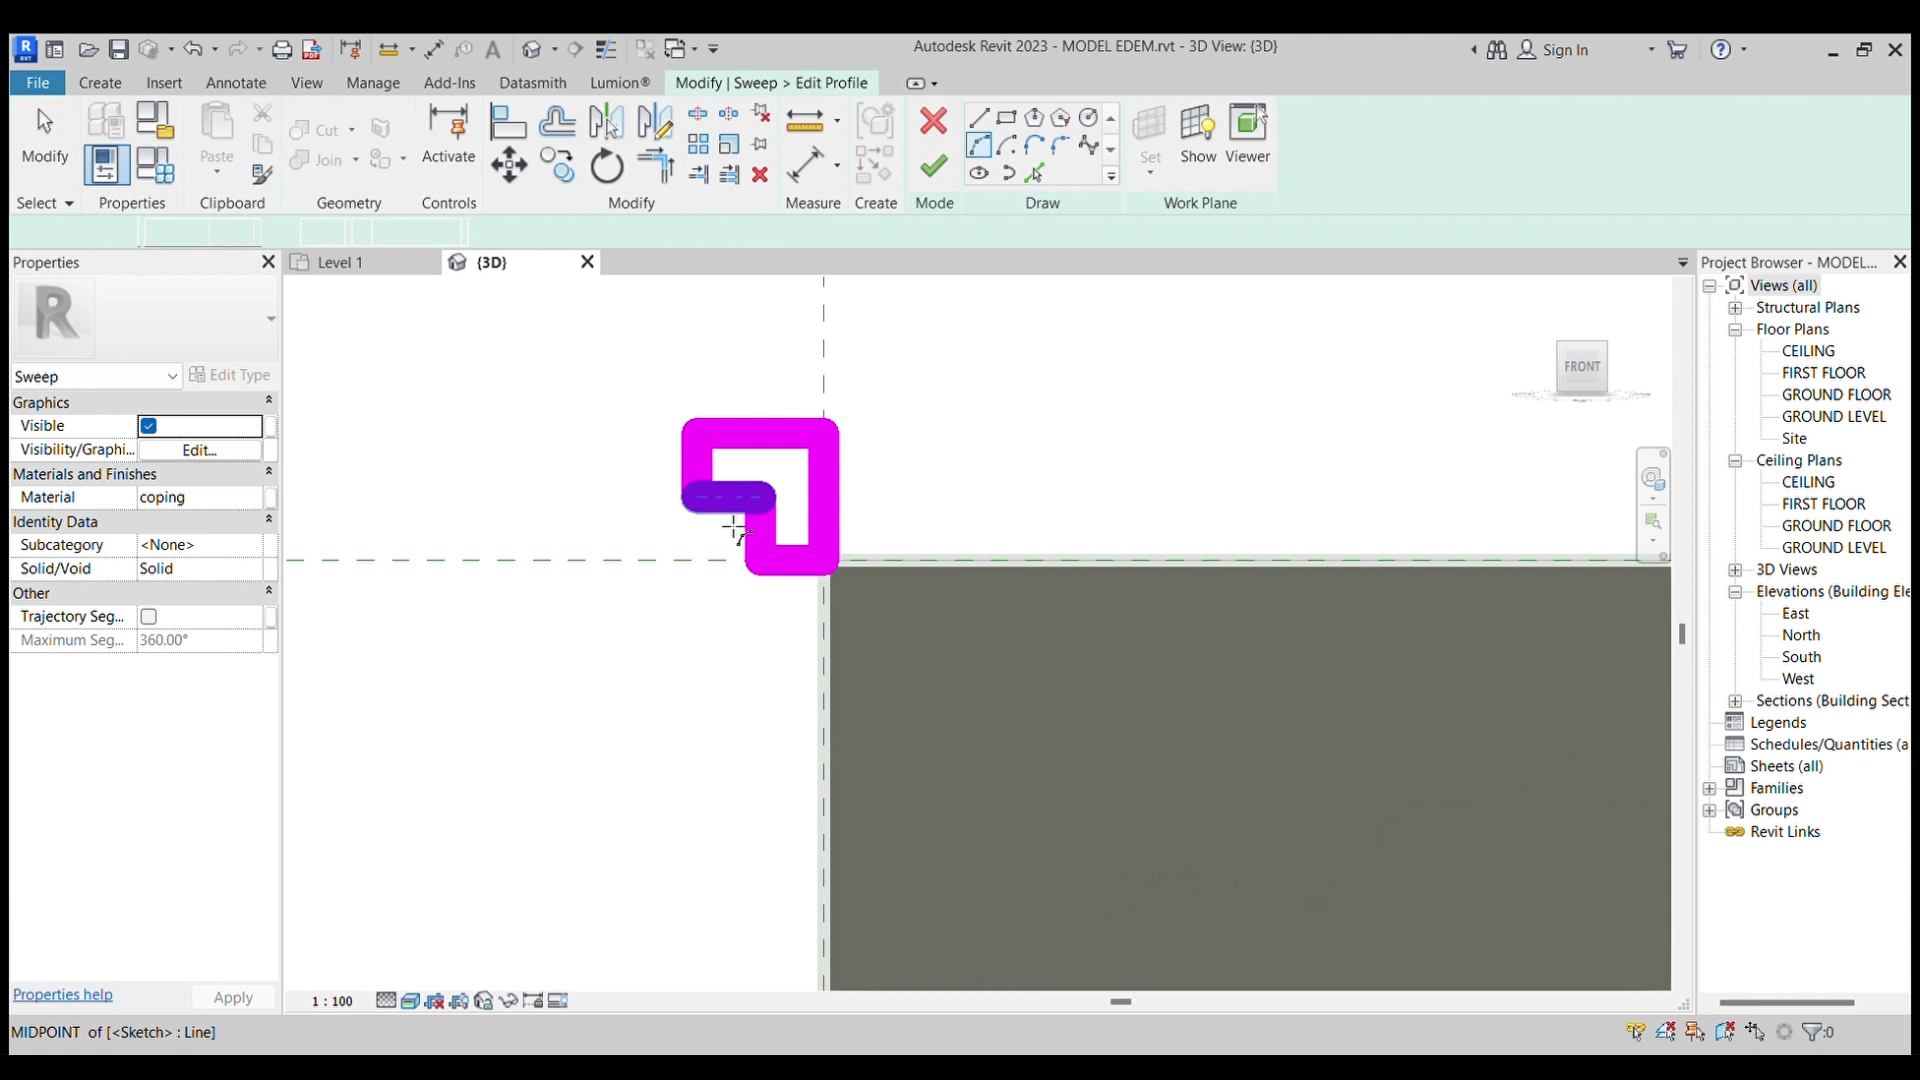 Autodesk Revit 2023 - MODEL EDEM.rvt - 3D View: {3D}
Sign In
File
Create
Insert
Annotate
View
Manage
Add-Ins
Datasmith
Lumion®
Modify | Sweep > Edit Profile
Modify
Paste
Cut
Join
Activate
Set
Show
Viewer
Select
Properties
Clipboard
Geometry
Controls
Modify
Measure
Create
Mode
Draw
Work Plane
Properties
Level 1
{3D}
Project Browser - MODEL...
R
Sweep
Edit Type
Graphics
Visible
Visibility/Graphi...
Edit...
Materials and Finishes
Material
coping
Identity Data
Subcategory
<None>
Solid/Void
Solid
Other
Trajectory Seg...
Maximum Seg...
360.00°
FRONT
Views (all)
Structural Plans
Floor Plans
CEILING
FIRST FLOOR
GROUND FLOOR
GROUND LEVEL
Site
Ceiling Plans
CEILING
FIRST FLOOR
GROUND FLOOR
GROUND LEVEL
3D Views
Elevations (Building Ele
East
North
South
West
Sections (Building Sect
Legends
Schedules/Quantities (a
Sheets (all)
Families
Groups
Revit Links
Properties help
Apply
1 : 100
MIDPOINT of [<Sketch> : Line]
:0